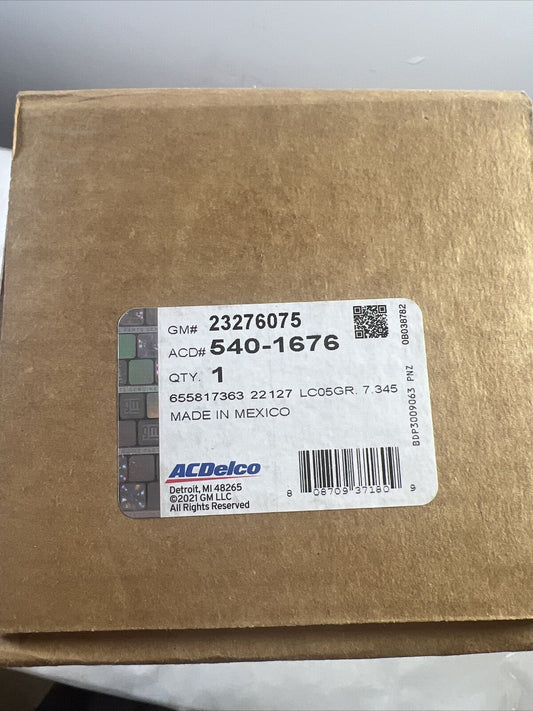 GM# 23276075
ACD# 540-1676
QTY. 1
655817363 22127 LC05GR. 7.345
MADE IN MEXICO
ACDelco
Detroit, MI 48265
©2021 GM LLC
All Rights Reserved
8 08709 37180 9
0B038782
BDP3009063 PNZ
gm